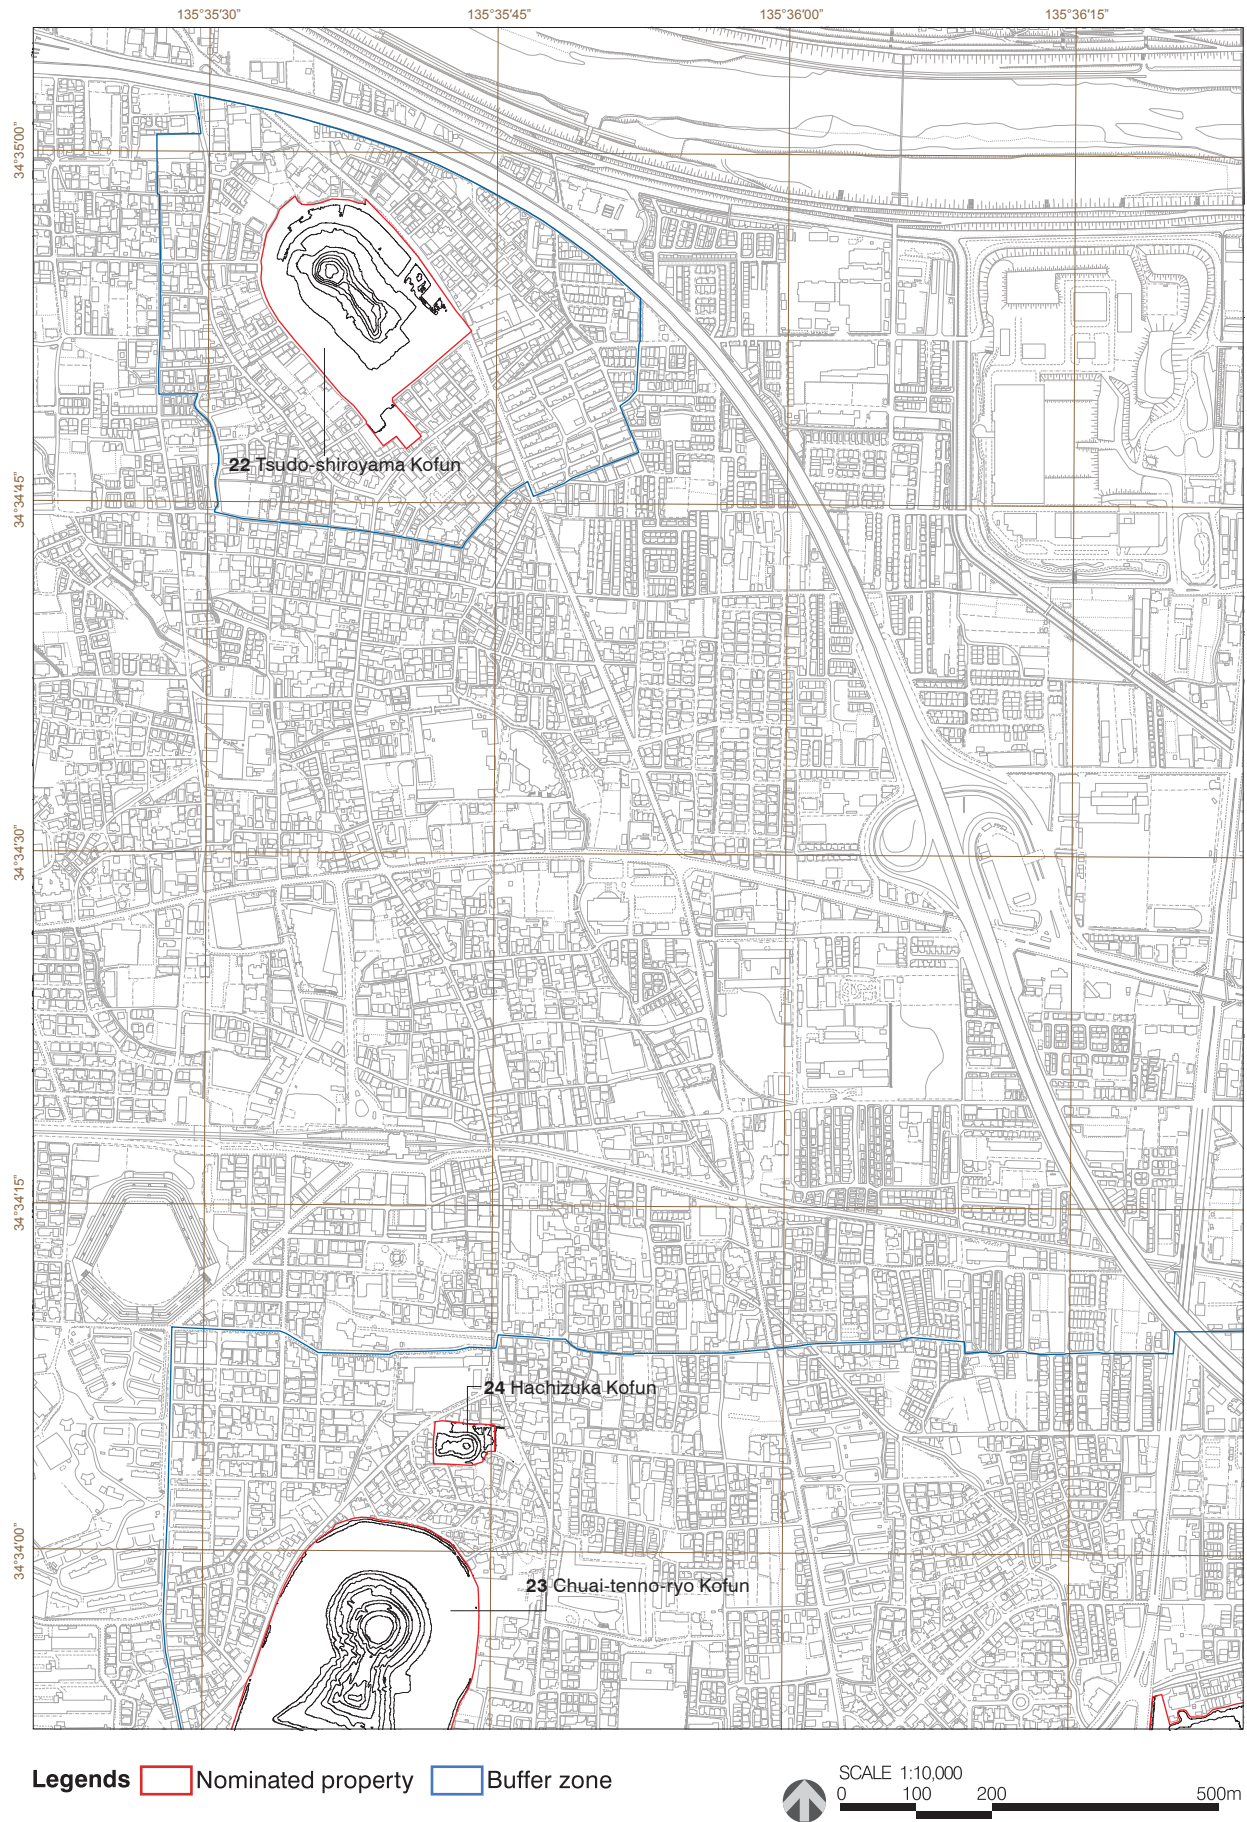 135°35'30" 135°35'45" 136°36'00" 135°36'15"
34°35'00"
22 Tsudo-shiroyama Kofun
34°34'45"
34°34'30"
34°34'15"
24 Hachizuka Kofun
34°34'00"
23 Chuai-tenno-ryo Kofun
Legends Nominated property Buffer zone
SCALE 1:10,000
0 100 200 500m